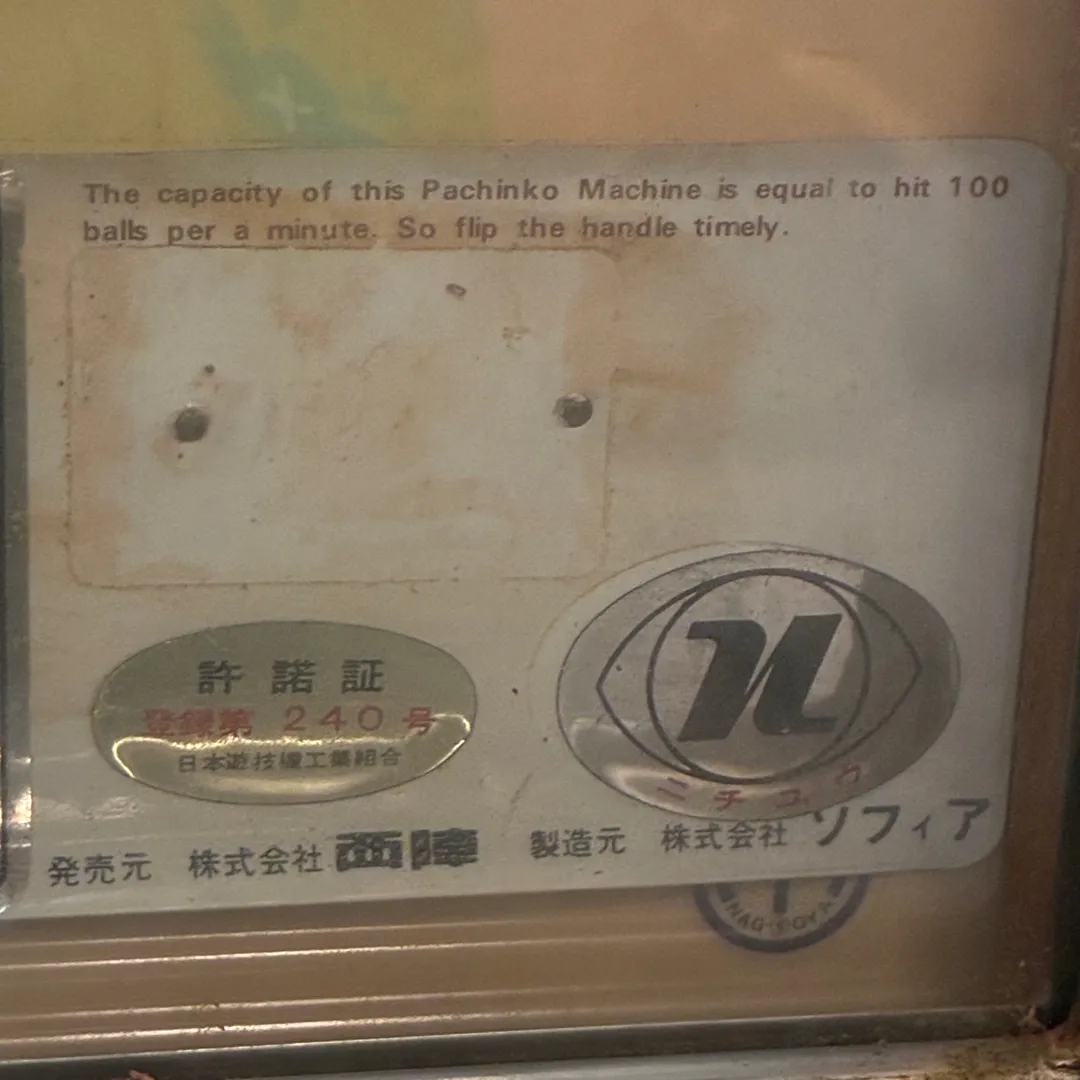 The capacity of this Pachinko Machine is equal to hit 100
balls per a minute. So flip the handle timely.
許諾証
登録第 240 号
日本遊技機工業組合
n
ニチユウ
発売元 株式会社 西陣 製造元 株式会社 ソフィア
NAGOGYA